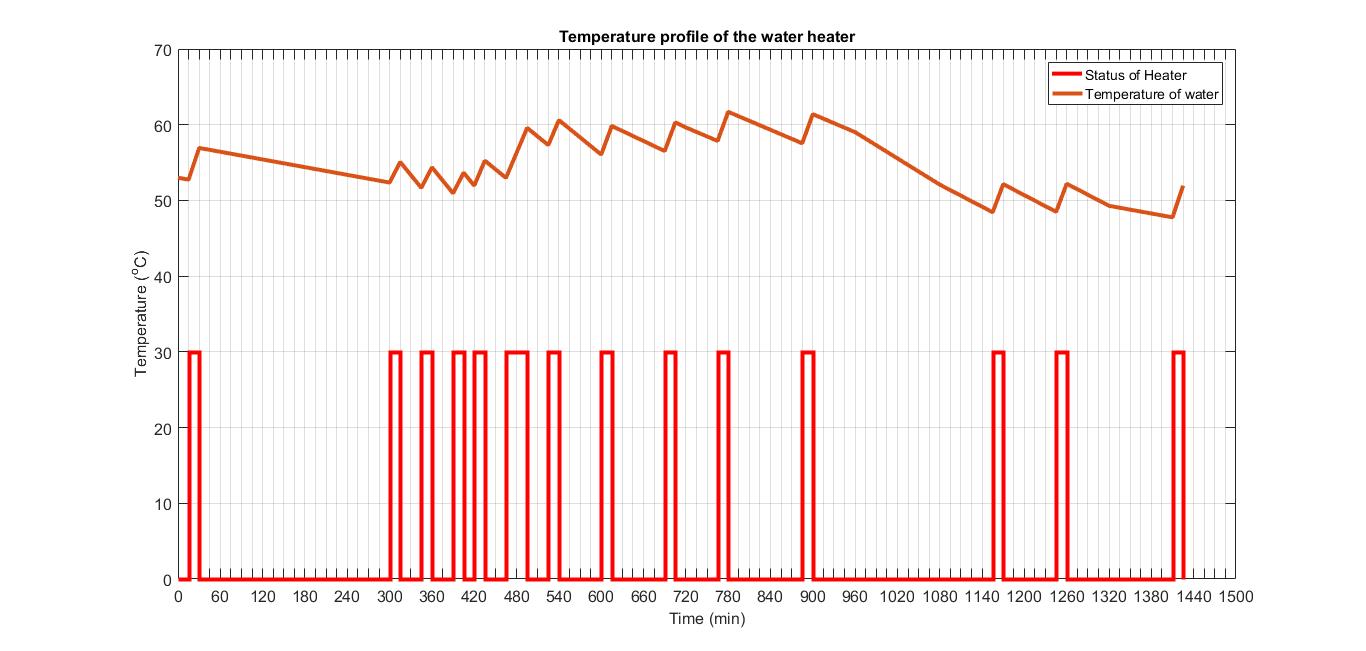 Temperature profile of the water heater
Status of Heater
Temperature of water
70
60
50
40
30
20
10
0
Temperature (°C)
0 60 120 180 240 300 360 420 480 540 600 660 720 780 840 900 960 1020 1080 1140 1200 1260 1320 1380 1440 1500
Time (min)